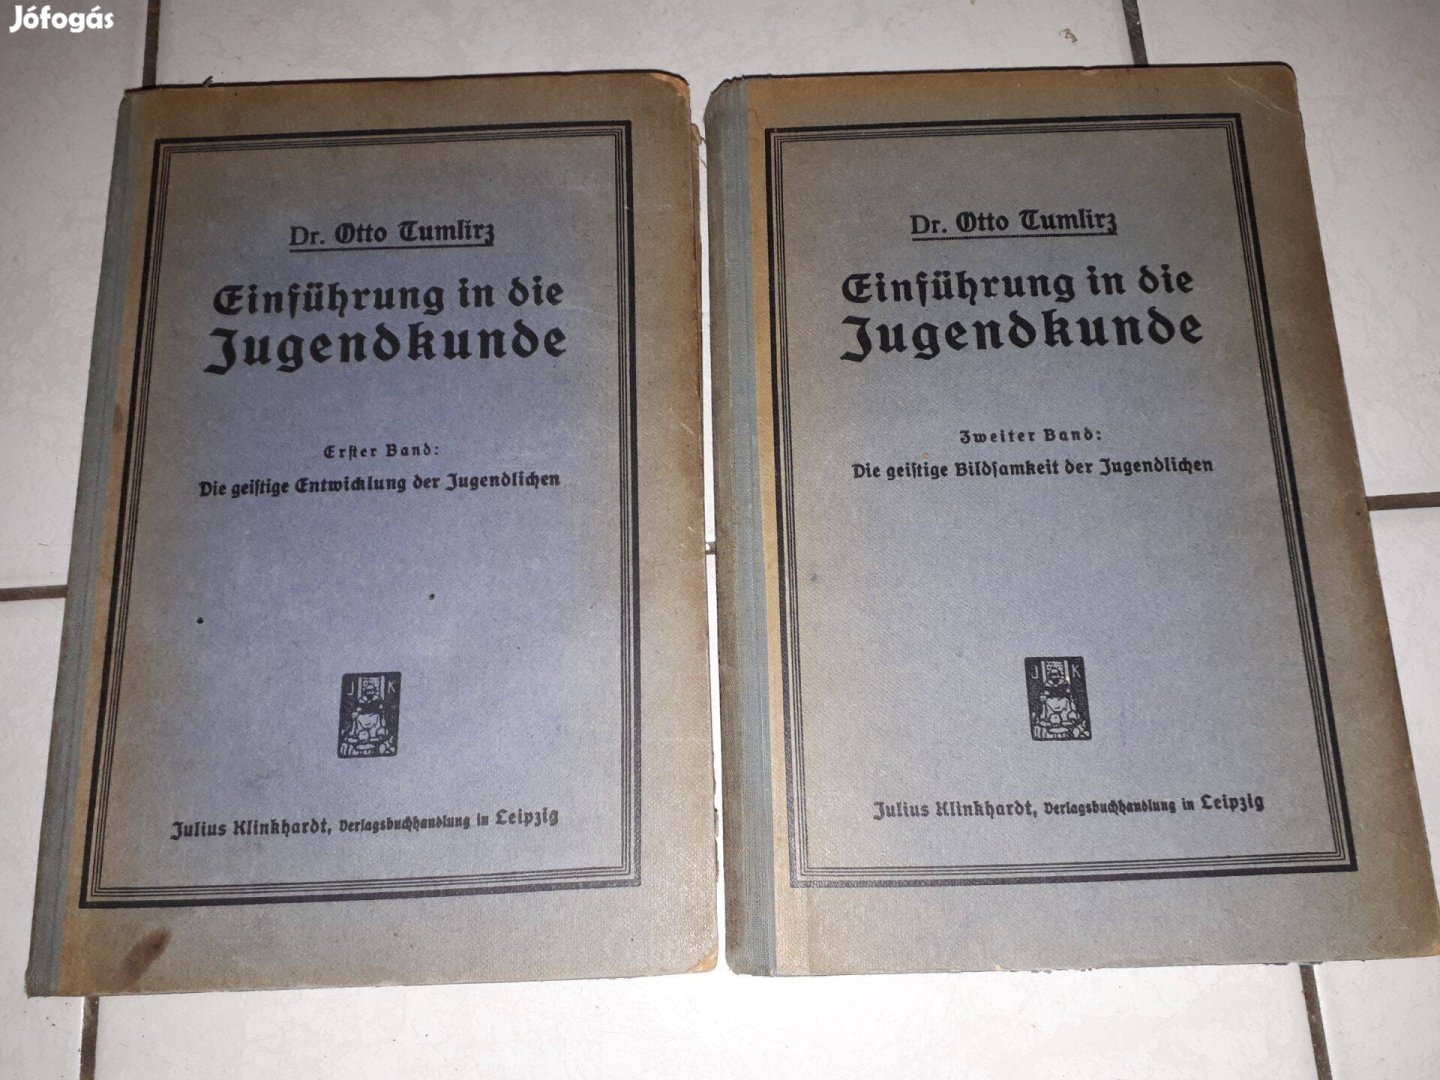 Jófogás
Dr. Otto Tumlirz
Einführung in die
Jugendkunde
Erster Band:
Die geistige Entwicklung der Jugendlichen
J K
Julius Klinkhardt, Verlagsbuchhandlung in Leipzig
Dr. Otto Tumlirz
Einführung in die
Jugendkunde
Zweiter Band:
Die geistige Bildsamkeit der Jugendlichen
J K
Julius Klinkhardt, Verlagsbuchhandlung in Leipzig